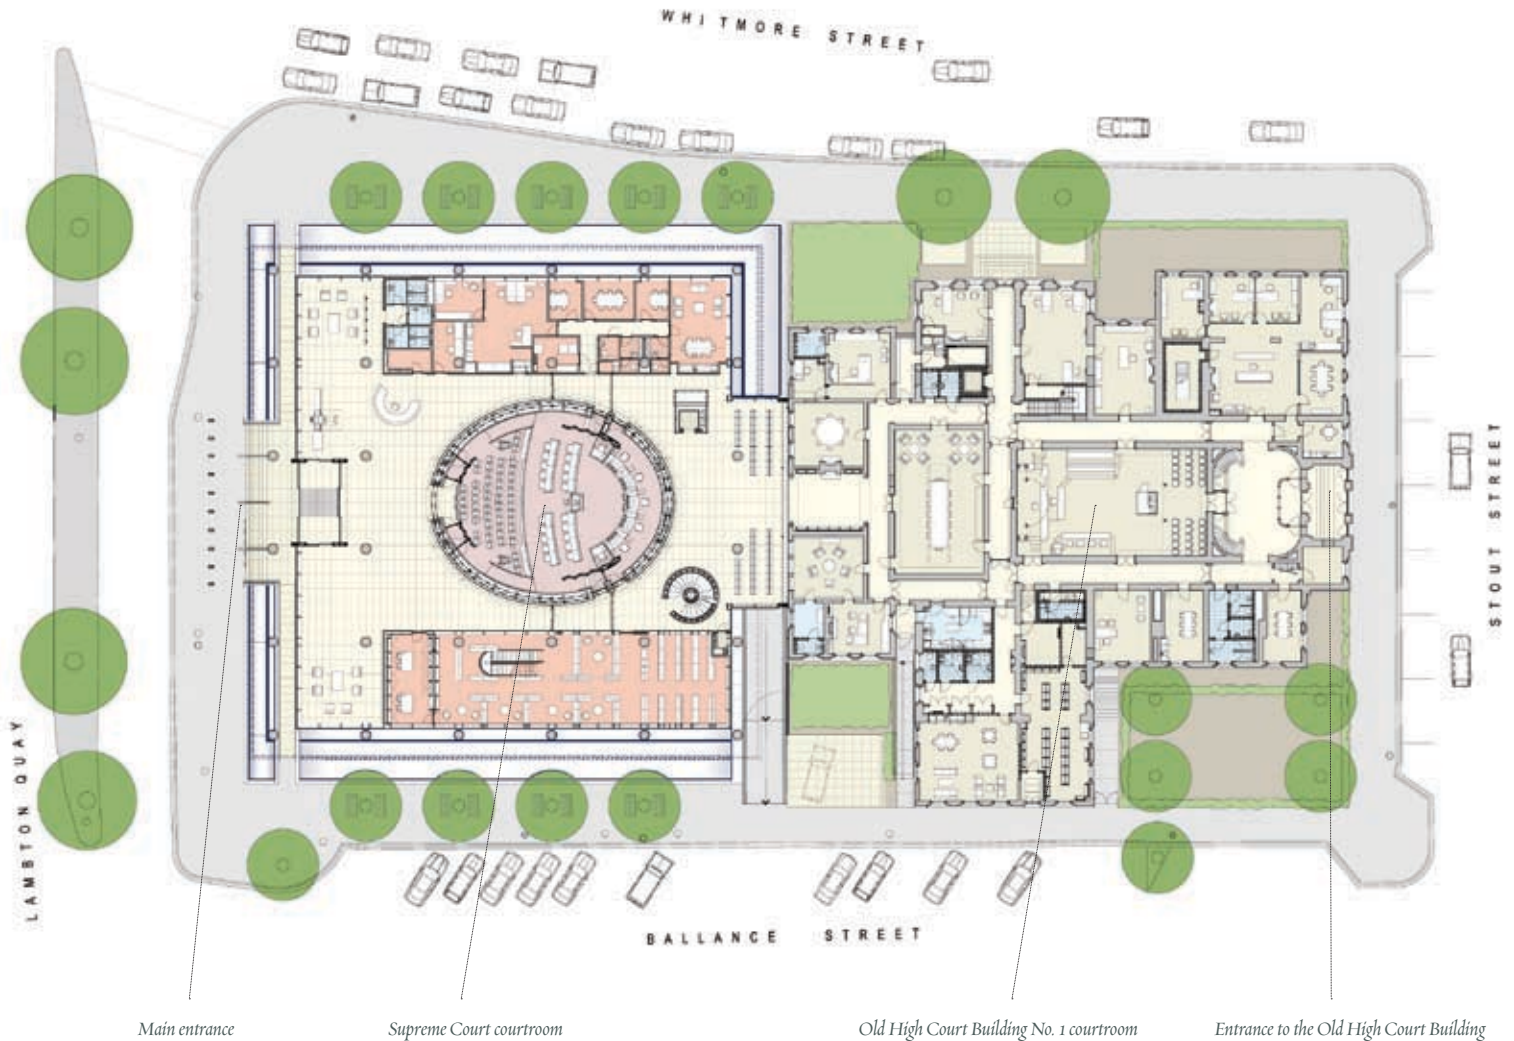 WHITMORE STREET
STOUT STREET
LAMBTON QUAY
BALLANCE STREET
Main entrance
Supreme Court courtroom
Old High Court Building No. 1 courtroom
Entrance to the Old High Court Building